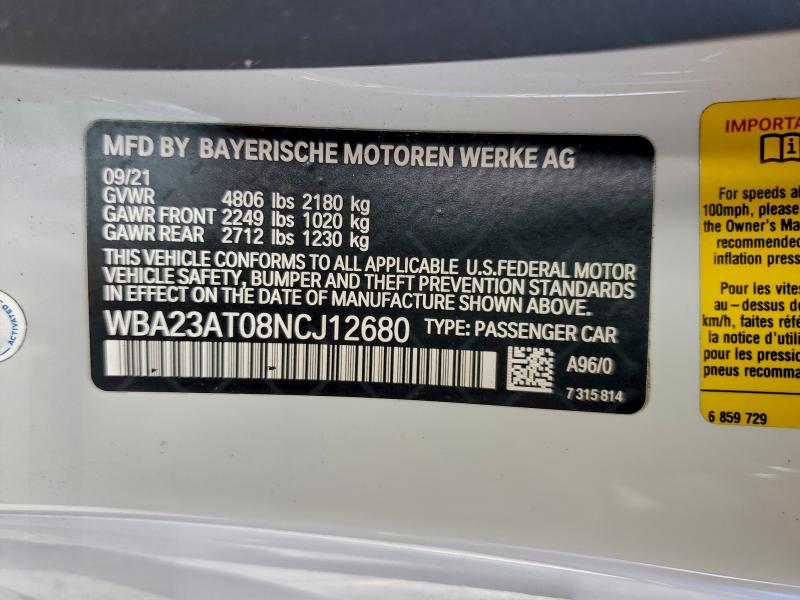 MFD BY BAYERISCHE MOTOREN WERKE AG
09/21
GVWR 4806 lbs 2180 kg
GAWR FRONT 2249 lbs 1020 kg
GAWR REAR 2712 lbs 1230 kg
THIS VEHICLE CONFORMS TO ALL APPLICABLE U.S.FEDERAL MOTOR
VEHICLE SAFETY, BUMPER AND THEFT PREVENTION STANDARDS
IN EFFECT ON THE DATE OF MANUFACTURE SHOWN ABOVE.
WBA23AT08NCJ12680 TYPE: PASSENGER CAR
A96/0
7 315 814
ACTIVATED
IMPORTA
For speeds a
100mph, please
the Owner's Ma
recommended
inflation press
Pour les vites
au-dessus de
km/h, faites référ
la notice d'utili
pour les pression
pneus recomma
6 859 729